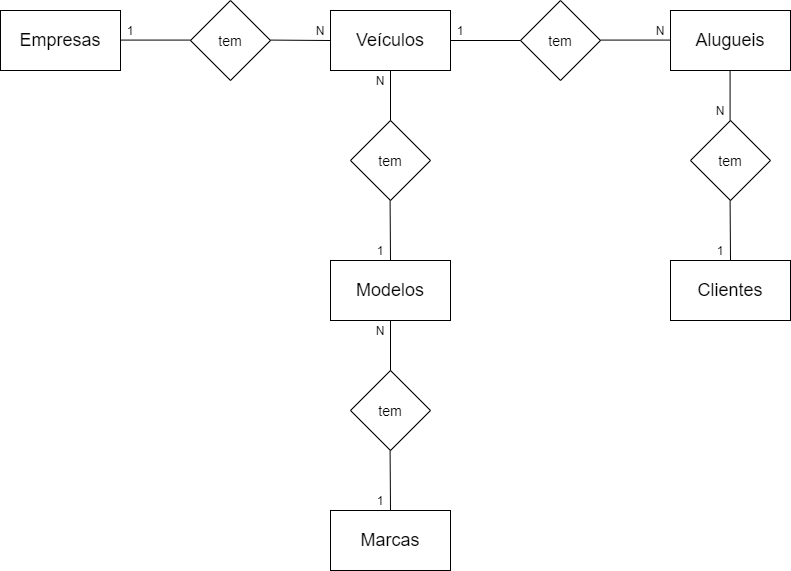 Empresas
1
tem
N
Veículos
1
tem
N
Alugueis
N
tem
1
Modelos
N
tem
1
Clientes
N
tem
1
Marcas